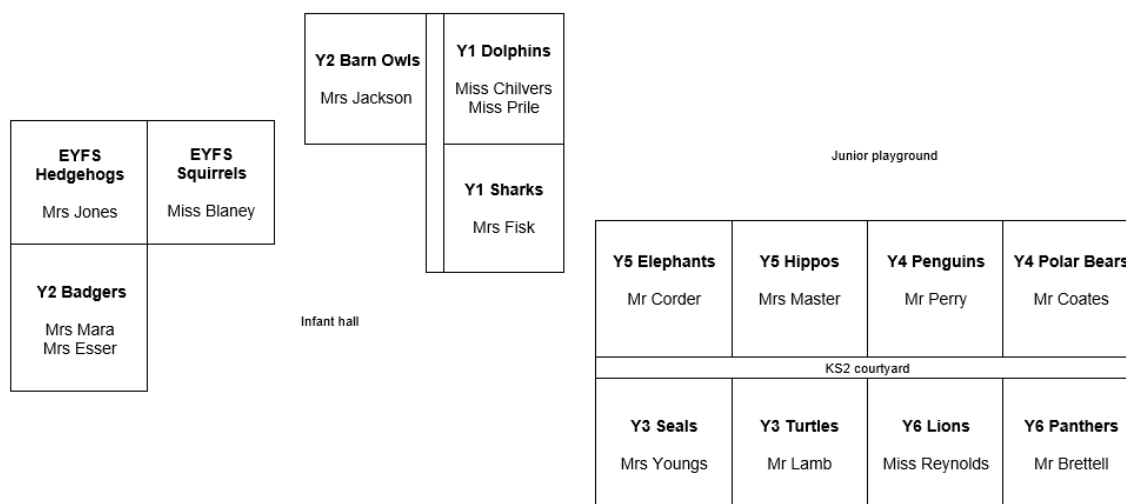 Y2 Barn Owls
Mrs Jackson
Y1 Dolphins
Miss Chilvers
Miss Prile
EYFS
Hedgehogs
Mrs Jones
EYFS
Squirrels
Miss Blaney
Junior playground
Y1 Sharks
Mrs Fisk
Y2 Badgers
Mrs Mara
Mrs Esser
Infant hall
Y5 Elephants
Mr Corder
Y5 Hippos
Mrs Master
Y4 Penguins
Mr Perry
Y4 Polar Bears
Mr Coates
KS2 courtyard
Y3 Seals
Mrs Youngs
Y3 Turtles
Mr Lamb
Y6 Lions
Miss Reynolds
Y6 Panthers
Mr Brettell